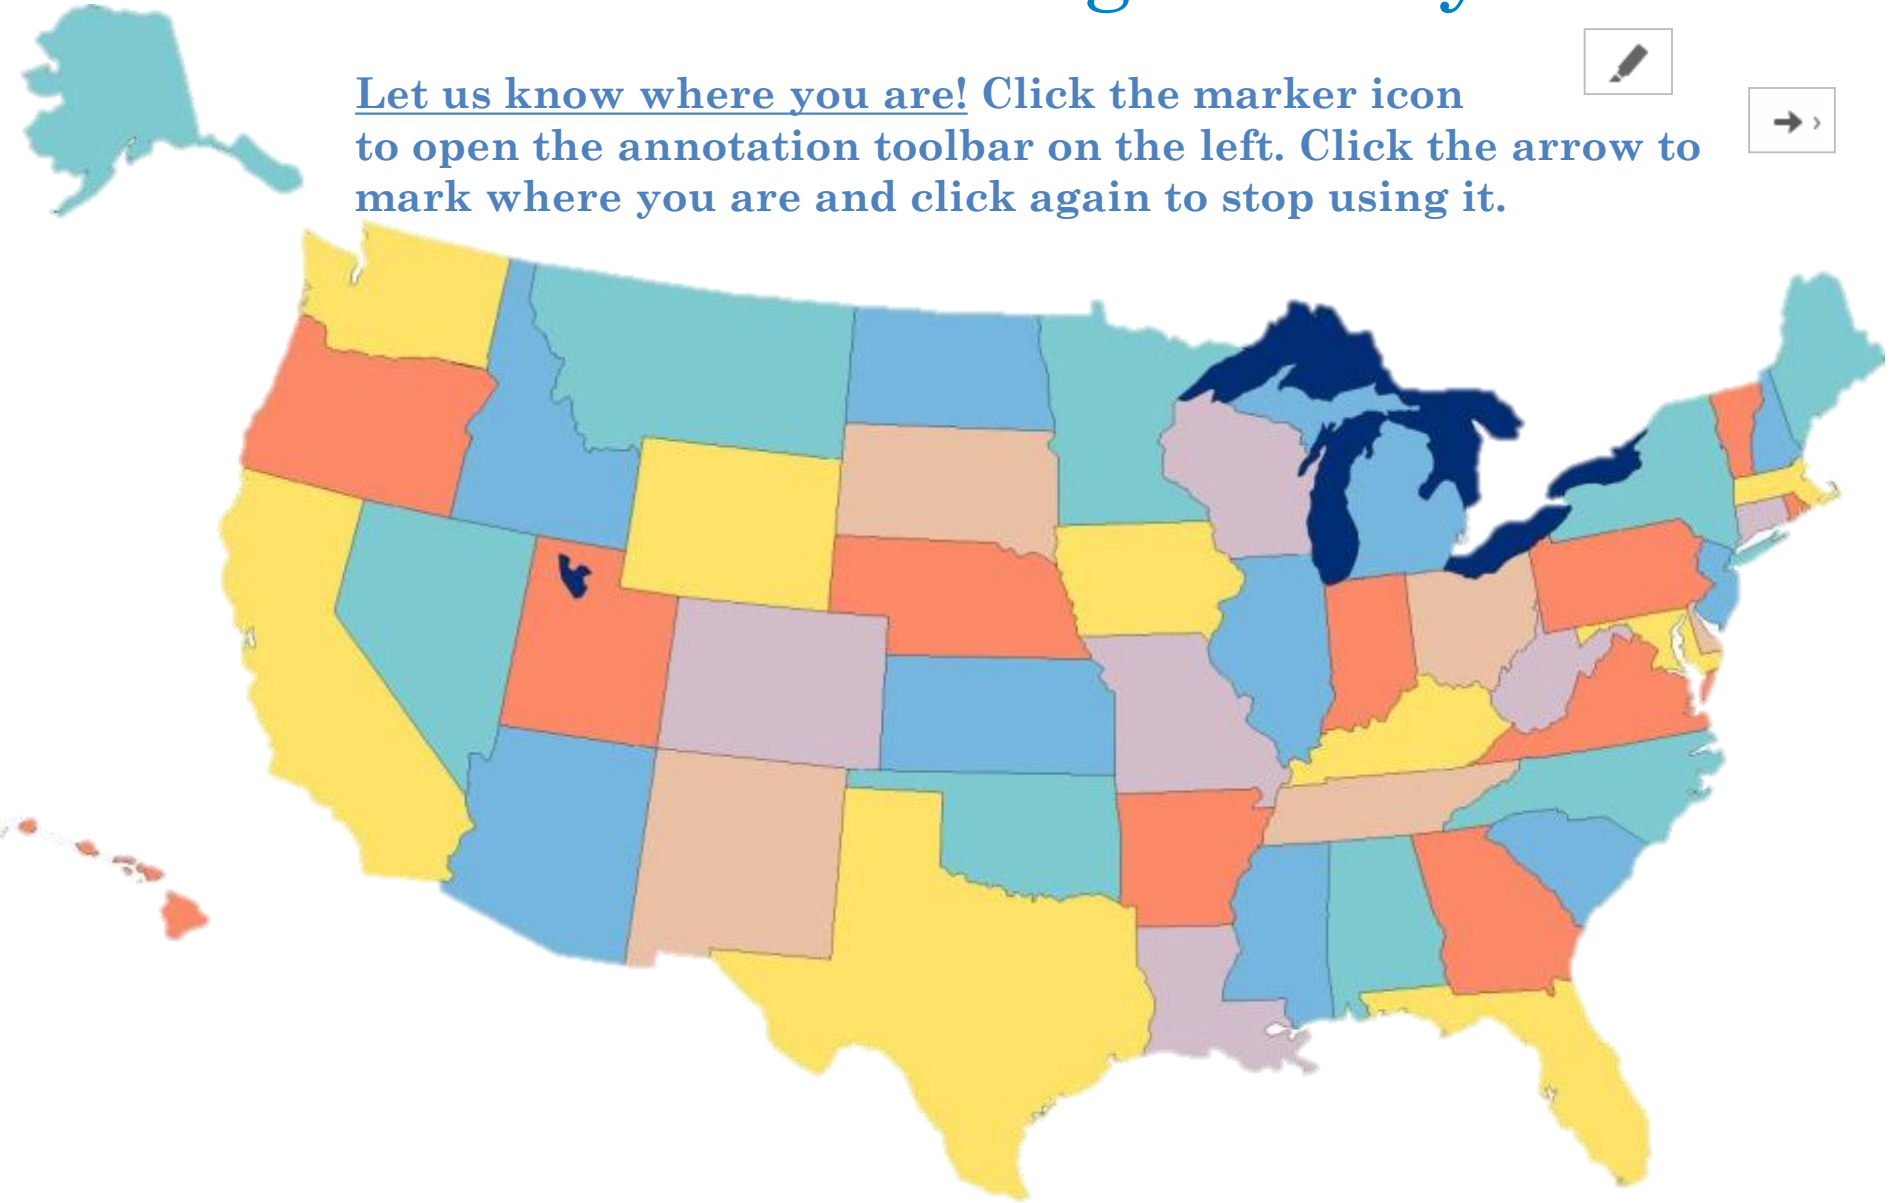 Let us know where you are! Click the marker icon
to open the annotation toolbar on the left. Click the arrow to
mark where you are and click again to stop using it.